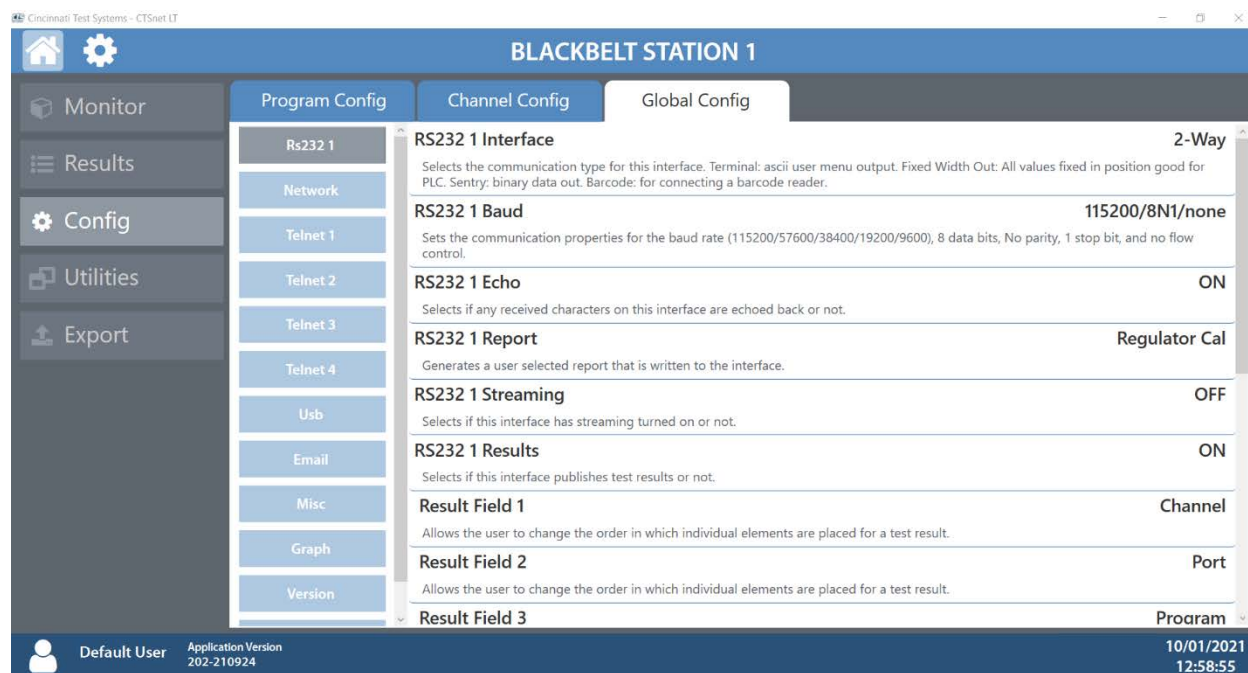 Cincinnati Test Systems - CTSnet LT
BLACKBELT STATION 1
Monitor
Results
Config
Utilities
Export
Program Config
Channel Config
Global Config
Rs232 1
Network
Telnet 1
Telnet 2
Telnet 3
Telnet 4
Usb
Email
Misc
Graph
Version
RS232 1 Interface 2-Way
Selects the communication type for this interface. Terminal: ascii user menu output. Fixed Width Out: All values fixed in position good for
PLC. Sentry: binary data out. Barcode: for connecting a barcode reader.
RS232 1 Baud 115200/8N1/none
Sets the communication properties for the baud rate (115200/57600/38400/19200/9600), 8 data bits, No parity, 1 stop bit, and no flow
control.
RS232 1 Echo ON
Selects if any received characters on this interface are echoed back or not.
RS232 1 Report Regulator Cal
Generates a user selected report that is written to the interface.
RS232 1 Streaming OFF
Selects if this interface has streaming turned on or not.
RS232 1 Results ON
Selects if this interface publishes test results or not.
Result Field 1 Channel
Allows the user to change the order in which individual elements are placed for a test result.
Result Field 2 Port
Allows the user to change the order in which individual elements are placed for a test result.
Result Field 3 Program
Default User
Application Version
202-210924
10/01/2021
12:58:55